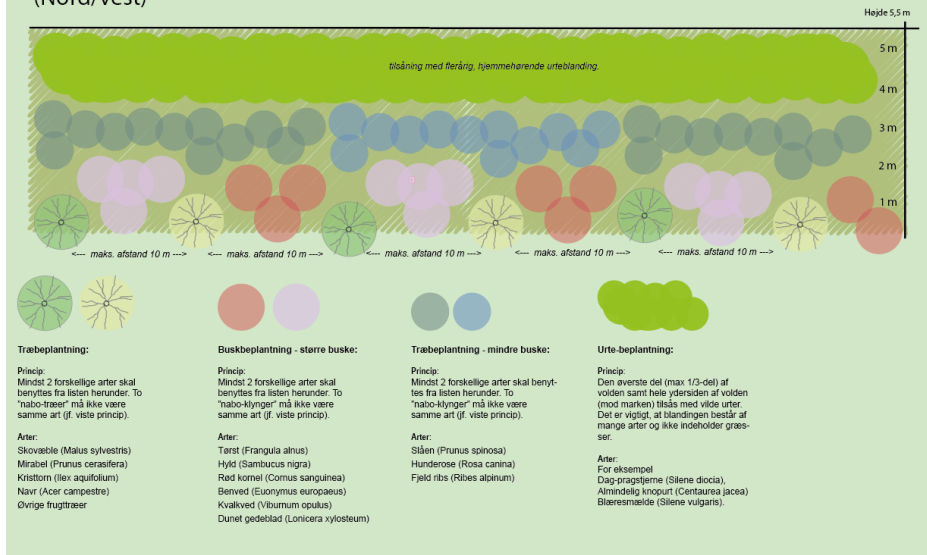 (Nord/Vest)
Højde 5,5 m
5 m
tilsåning med flerårig, hjemmehørende urteblanding.
4 m
3 m
2 m
1 m
<--- maks. afstand 10 m ---> <--- maks. afstand 10 m ---> <--- maks. afstand 10 m ---> <--- maks. afstand 10 m ---> <--- maks. afstand 10 m --->
Træbeplantning:
Princip:
Mindst 2 forskellige arter skal
benyttes fra listen herunder. To
"nabo-træer" må ikke være
samme art (jf. viste princip).
Arter:
Skovæble (Malus sylvestris)
Mirabel (Prunus cerasifera)
Kristtorn (Ilex aquifolium)
Navr (Acer campestre)
Øvrige frugttræer
Buskbeplantning - større buske:
Princip:
Mindst 2 forskellige arter skal
benyttes fra listen herunder. To
"nabo-klynger" må ikke være
samme art (jf. viste princip).
Arter:
Tørst (Frangula alnus)
Hyld (Sambucus nigra)
Rød kornel (Cornus sanguinea)
Benved (Euonymus europaeus)
Kvalkved (Viburnum opulus)
Dunet gedeblad (Lonicera xylosteum)
Træbeplantning - mindre buske:
Princip:
Mindst 2 forskellige arter skal benyt-
tes fra listen herunder. To
"nabo-klynger" må ikke være
samme art (jf. viste princip).
Arter:
Slåen (Prunus spinosa)
Hunderose (Rosa canina)
Fjeld ribs (Ribes alpinum)
Urte-beplantning:
Princip:
Den øverste del (max 1/3-del) af
volden samt hele ydersiden af volden
(mod marken) tilsås med vilde urter.
Det er vigtigt, at blandingen består af
mange arter og ikke indeholder græs-
ser.
Arter:
For eksempel
Dag-pragstjerne (Silene diocia),
Almindelig knopurt (Centaurea jacea)
Blæresmælde (Silene vulgaris).